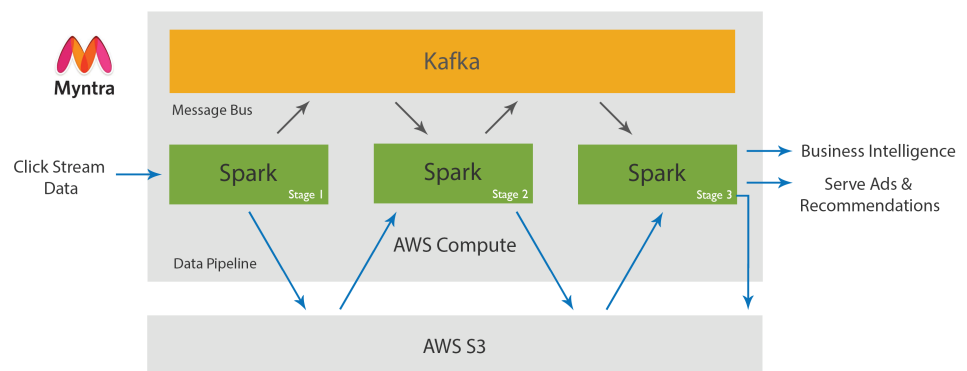 Myntra
Kafka
Message Bus
Click Stream
Data
Spark
Stage 1
Spark
Stage 2
Spark
Stage 3
Business Intelligence
Serve Ads &
Recommendations
AWS Compute
Data Pipeline
AWS S3